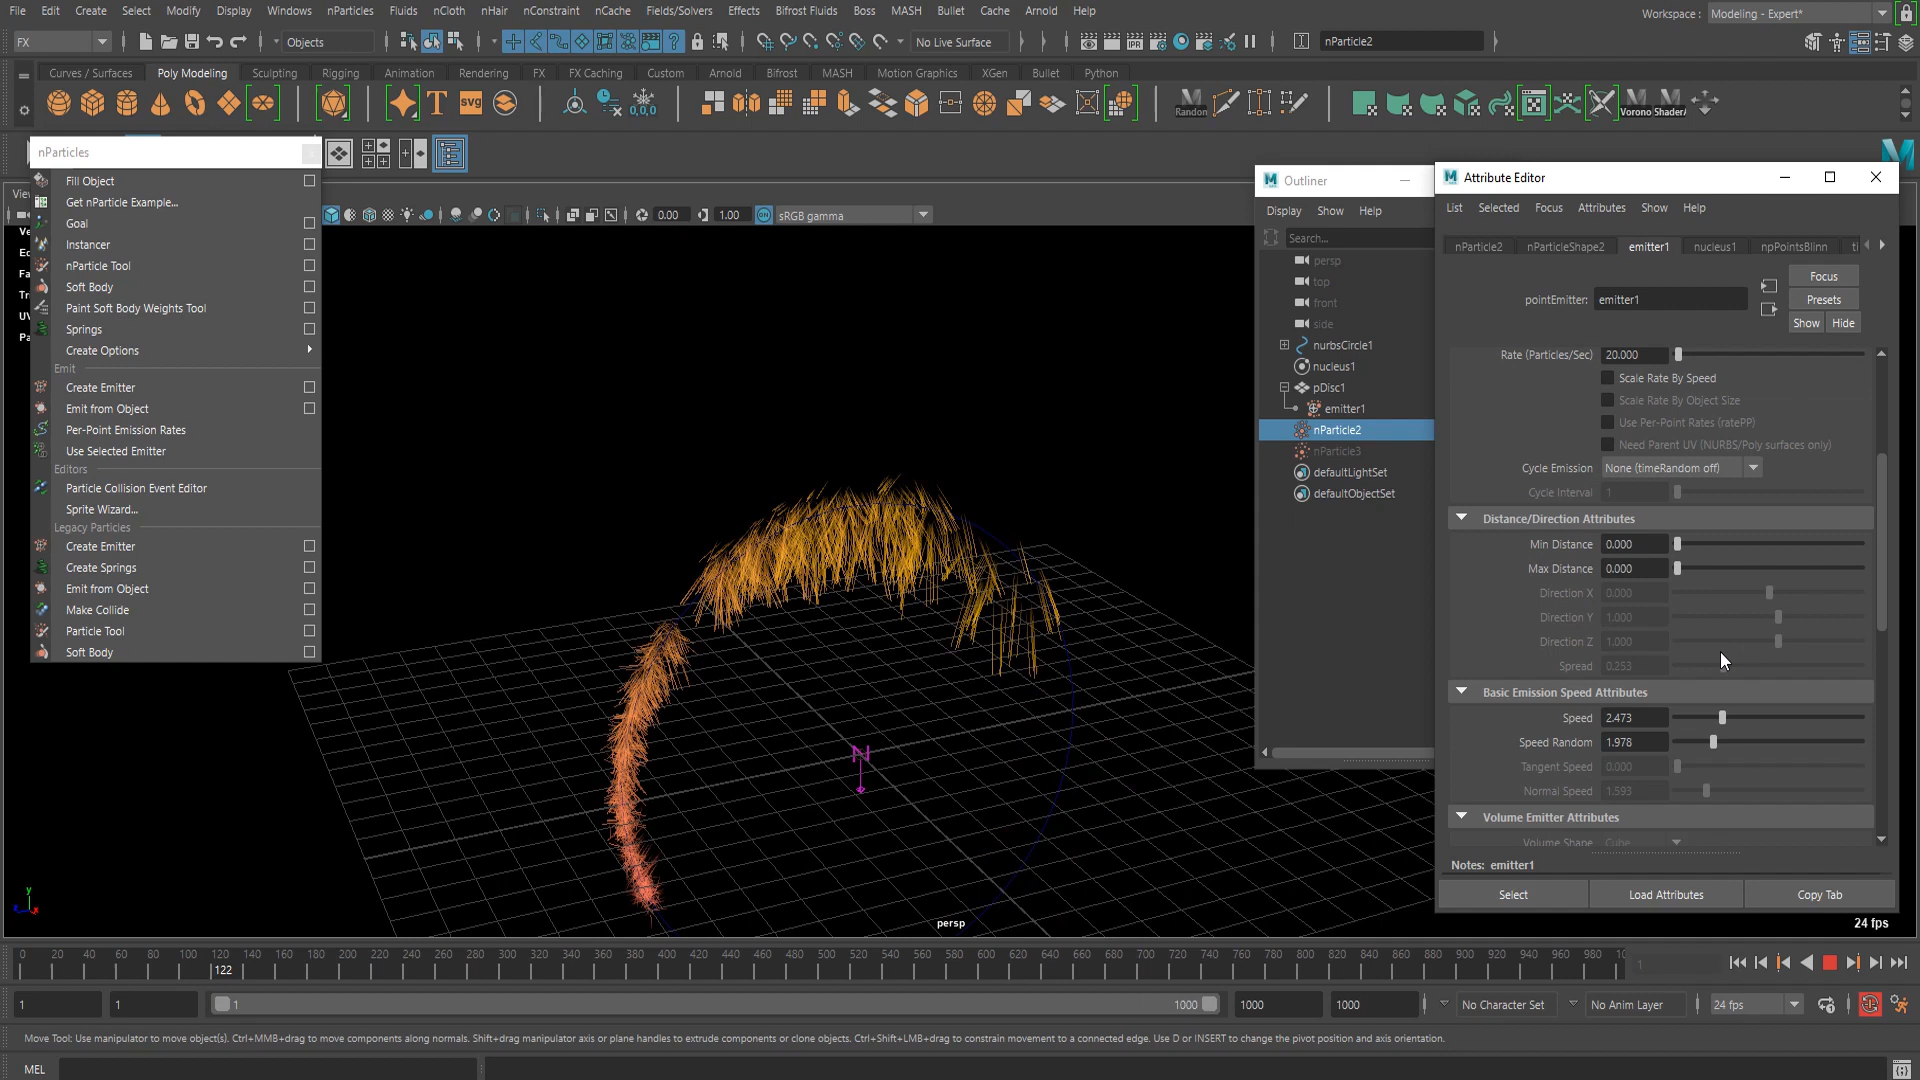 File Edit Create Select Modify Display Windows nParticles Fluids nCloth nHair nConstraint nCache Fields/Solvers Effects Bifrost Fluids Boss MASH Bullet Cache Arnold Help
Workspace : Modeling - Expert*
FX Objects No Live Surface nParticle2
Curves / Surfaces Poly Modeling Sculpting Rigging Animation Rendering FX FX Caching Custom Arnold Bifrost MASH Motion Graphics XGen Bullet Python
T svg 0,0,0 Randon Vorono Shader/
nParticles
Fill Object
Get nParticle Example...
Goal
Instancer
nParticle Tool
Soft Body
Paint Soft Body Weights Tool
Springs
Create Options
Emit
Create Emitter
Emit from Object
Per-Point Emission Rates
Use Selected Emitter
Editors
Particle Collision Event Editor
Sprite Wizard...
Legacy Particles
Create Emitter
Create Springs
Emit from Object
Make Collide
Particle Tool
Soft Body
0.00 1.00 ON sRGB gamma
N
persp
24 fps
y
z x
Outliner
Display Show Help
Search...
persp
top
front
side
nurbsCircle1
nucleus1
pDisc1
emitter1
nParticle2
nParticle3
defaultLightSet
defaultObjectSet
Attribute Editor
List Selected Focus Attributes Show Help
nParticle2 nParticleShape2 emitter1 nucleus1 npPointsBlinn ti
Focus
pointEmitter: emitter1 Presets
Show Hide
Rate (Particles/Sec) 20.000
Scale Rate By Speed
Scale Rate By Object Size
Use Per-Point Rates (ratePP)
Need Parent UV (NURBS/Poly surfaces only)
Cycle Emission None (timeRandom off)
Cycle Interval 1
Distance/Direction Attributes
Min Distance 0.000
Max Distance 0.000
Direction X 0.000
Direction Y 1.000
Direction Z 1.000
Spread 0.253
Basic Emission Speed Attributes
Speed 2.473
Speed Random 1.978
Tangent Speed 0.000
Normal Speed 1.593
Volume Emitter Attributes
Volume Shape Cube
Notes: emitter1
Select Load Attributes Copy Tab
0 20 40 60 80 100 120 140 160 180 200 220 240 260 280 300 320 340 360 380 400 420 440 460 480 500 520 540 560 580 600 620 640 660 680 700 720 740 760 780 800 820 840 860 880 900 920 940 960 980
122 1
1 1 1 1000 1000 1000 No Character Set No Anim Layer 24 fps
Move Tool: Use manipulator to move object(s). Ctrl+MMB+drag to move components along normals. Shift+drag manipulator axis or plane handles to extrude components or clone objects. Ctrl+Shift+LMB+drag to constrain movement to a connected edge. Use D or INSERT to change the pivot position and axis orientation.
MEL